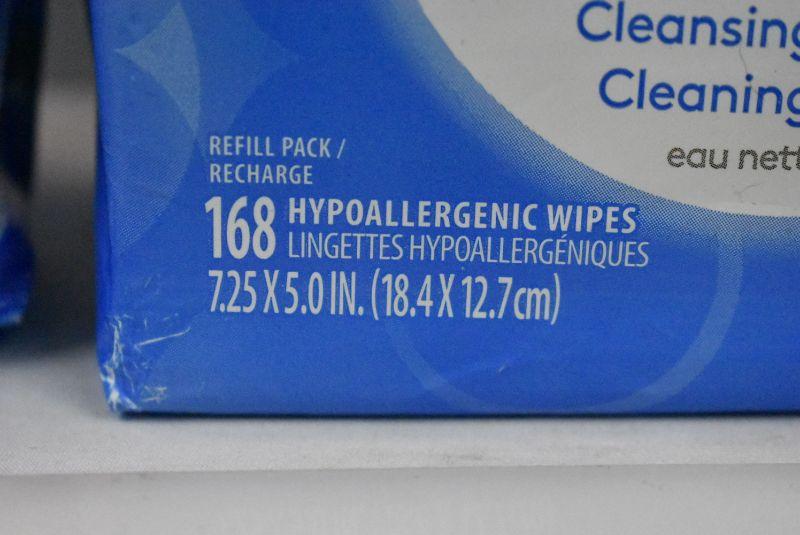 Cleansing
Cleaning
eau nett
REFILL PACK /
RECHARGE
168 HYPOALLERGENIC WIPES
LINGETTES HYPOALLERGÉNIQUES
7.25 X 5.0 IN. (18.4 X 12.7cm)